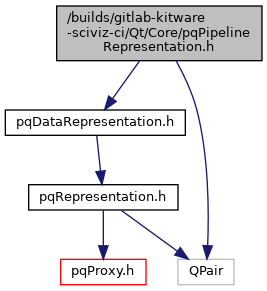 /builds/gitlab-kitware
-sciviz-ci/Qt/Core/pqPipeline
Representation.h
pqDataRepresentation.h
pqRepresentation.h
pqProxy.h
QPair